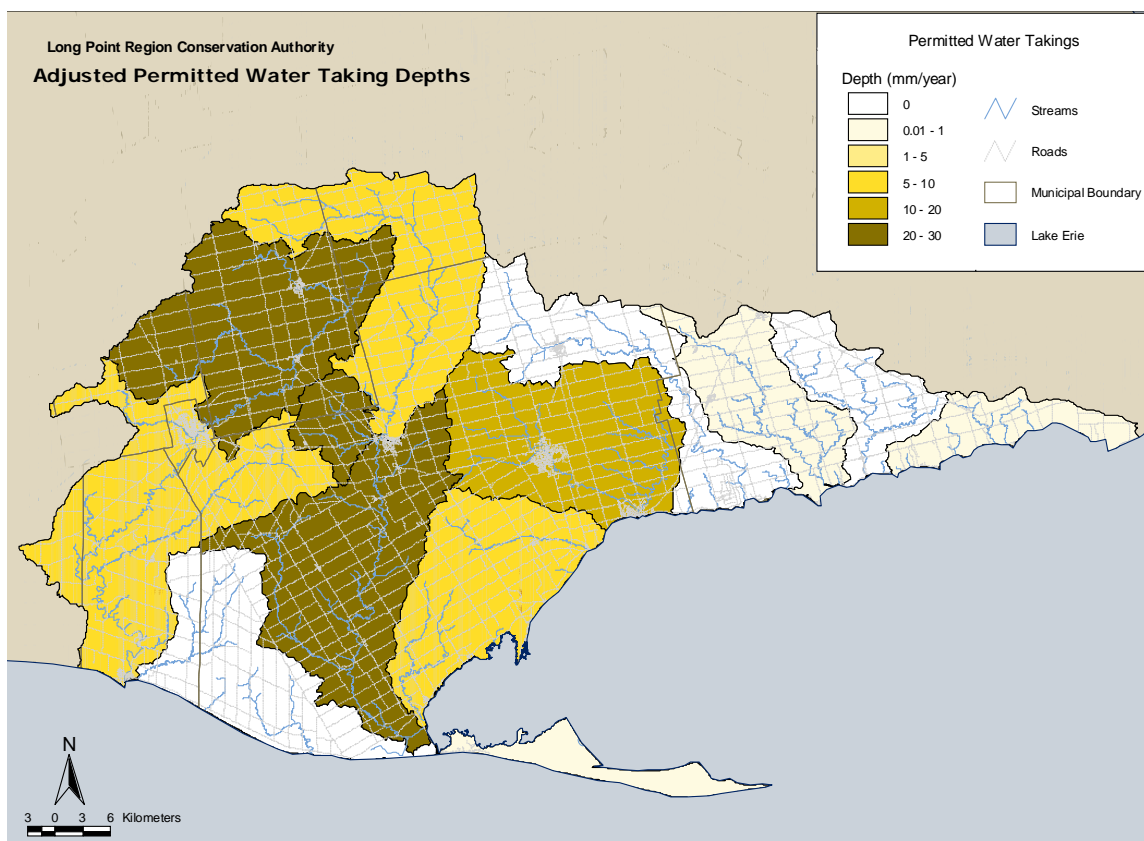 Long Point Region Conservation Authority
Adjusted Permitted Water Taking Depths
Permitted Water Takings
Depth (mm/year)
0
0.01 - 1
1 - 5
5 - 10
10 - 20
20 - 30
Streams
Roads
Municipal Boundary
Lake Erie
N
3 0 3 6 Kilometers